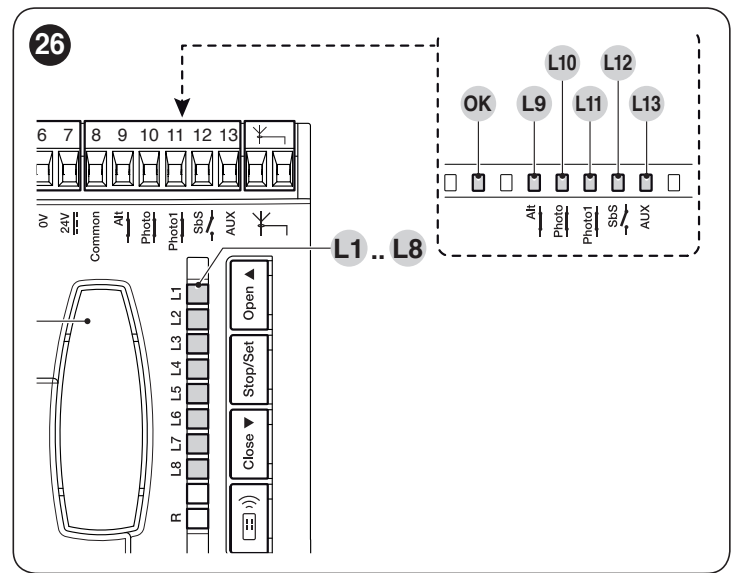 26
OK
L9
L10
L11
L12
L13
6 7 8 9 10 11 12 13
0V
24V
Common
Alt
Photo
Photo1
SbS
AUX
Alt
Photo
Photo1
SbS
AUX
L1 .. L8
L1
L2
L3
L4
L5
L6
L7
L8
R
Open ▲
Stop/Set
Close ▼